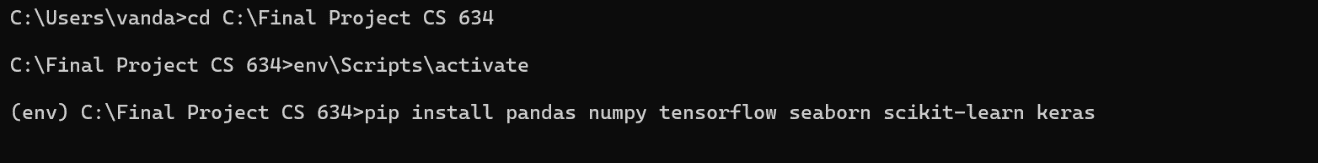 C:\Users\vanda>cd C:\Final Project CS 634
C:\Final Project CS 634>env\Scripts\activate
(env) C:\Final Project CS 634>pip install pandas numpy tensorflow seaborn scikit-learn keras